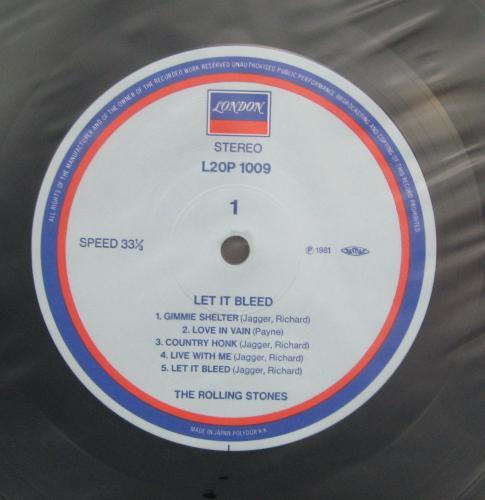 ALL RIGHTS OF THE MANUFACTURER AND OF THE OWNER OF THE RECORDED WORK RESERVED UNAUTHORISED PUBLIC PERFORMANCE BROADCASTING AND COPYING OF THIS RECORD PROHIBITED
LONDON
STEREO
L20P 1009
1
SPEED 33⅓
℗ 1981
LET IT BLEED
1. GIMMIE SHELTER (Jagger, Richard)
2. LOVE IN VAIN (Payne)
3. COUNTRY HONK (Jagger, Richard)
4. LIVE WITH ME (Jagger, Richard)
5. LET IT BLEED (Jagger, Richard)
THE ROLLING STONES
MADE IN JAPAN POLYDOR K.K.